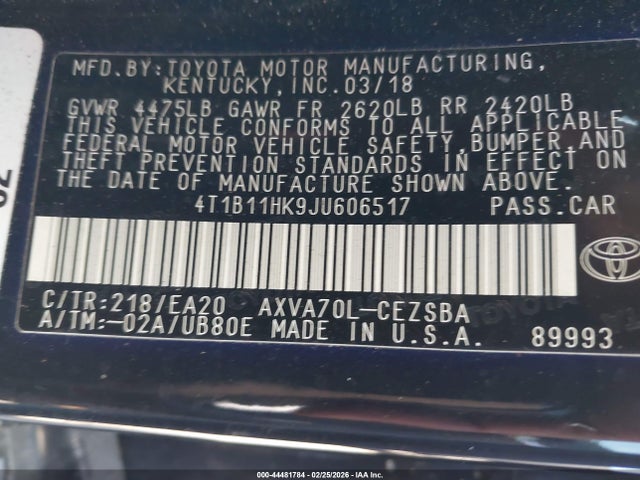 MFD.BY:TOYOTA MOTOR MANUFACTURING,
KENTUCKY,INC.03/18
GVWR 4475LB GAWR FR 2620LB RR 2420LB
THIS VEHICLE CONFORMS TO ALL APPLICABLE
FEDERAL MOTOR VEHICLE SAFETY,BUMPER,AND
THEFT PREVENTION STANDARDS IN EFFECT ON
THE DATE OF MANUFACTURE SHOWN ABOVE.
4T1B11HK9JU606517 PASS.CAR
C/TR:218/EA20 AXVA70L-CEZSBA
A/TM:-02A/UB80E MADE IN U.S.A. 89993
000-44481784 - 02/25/2026 - IAA Inc.